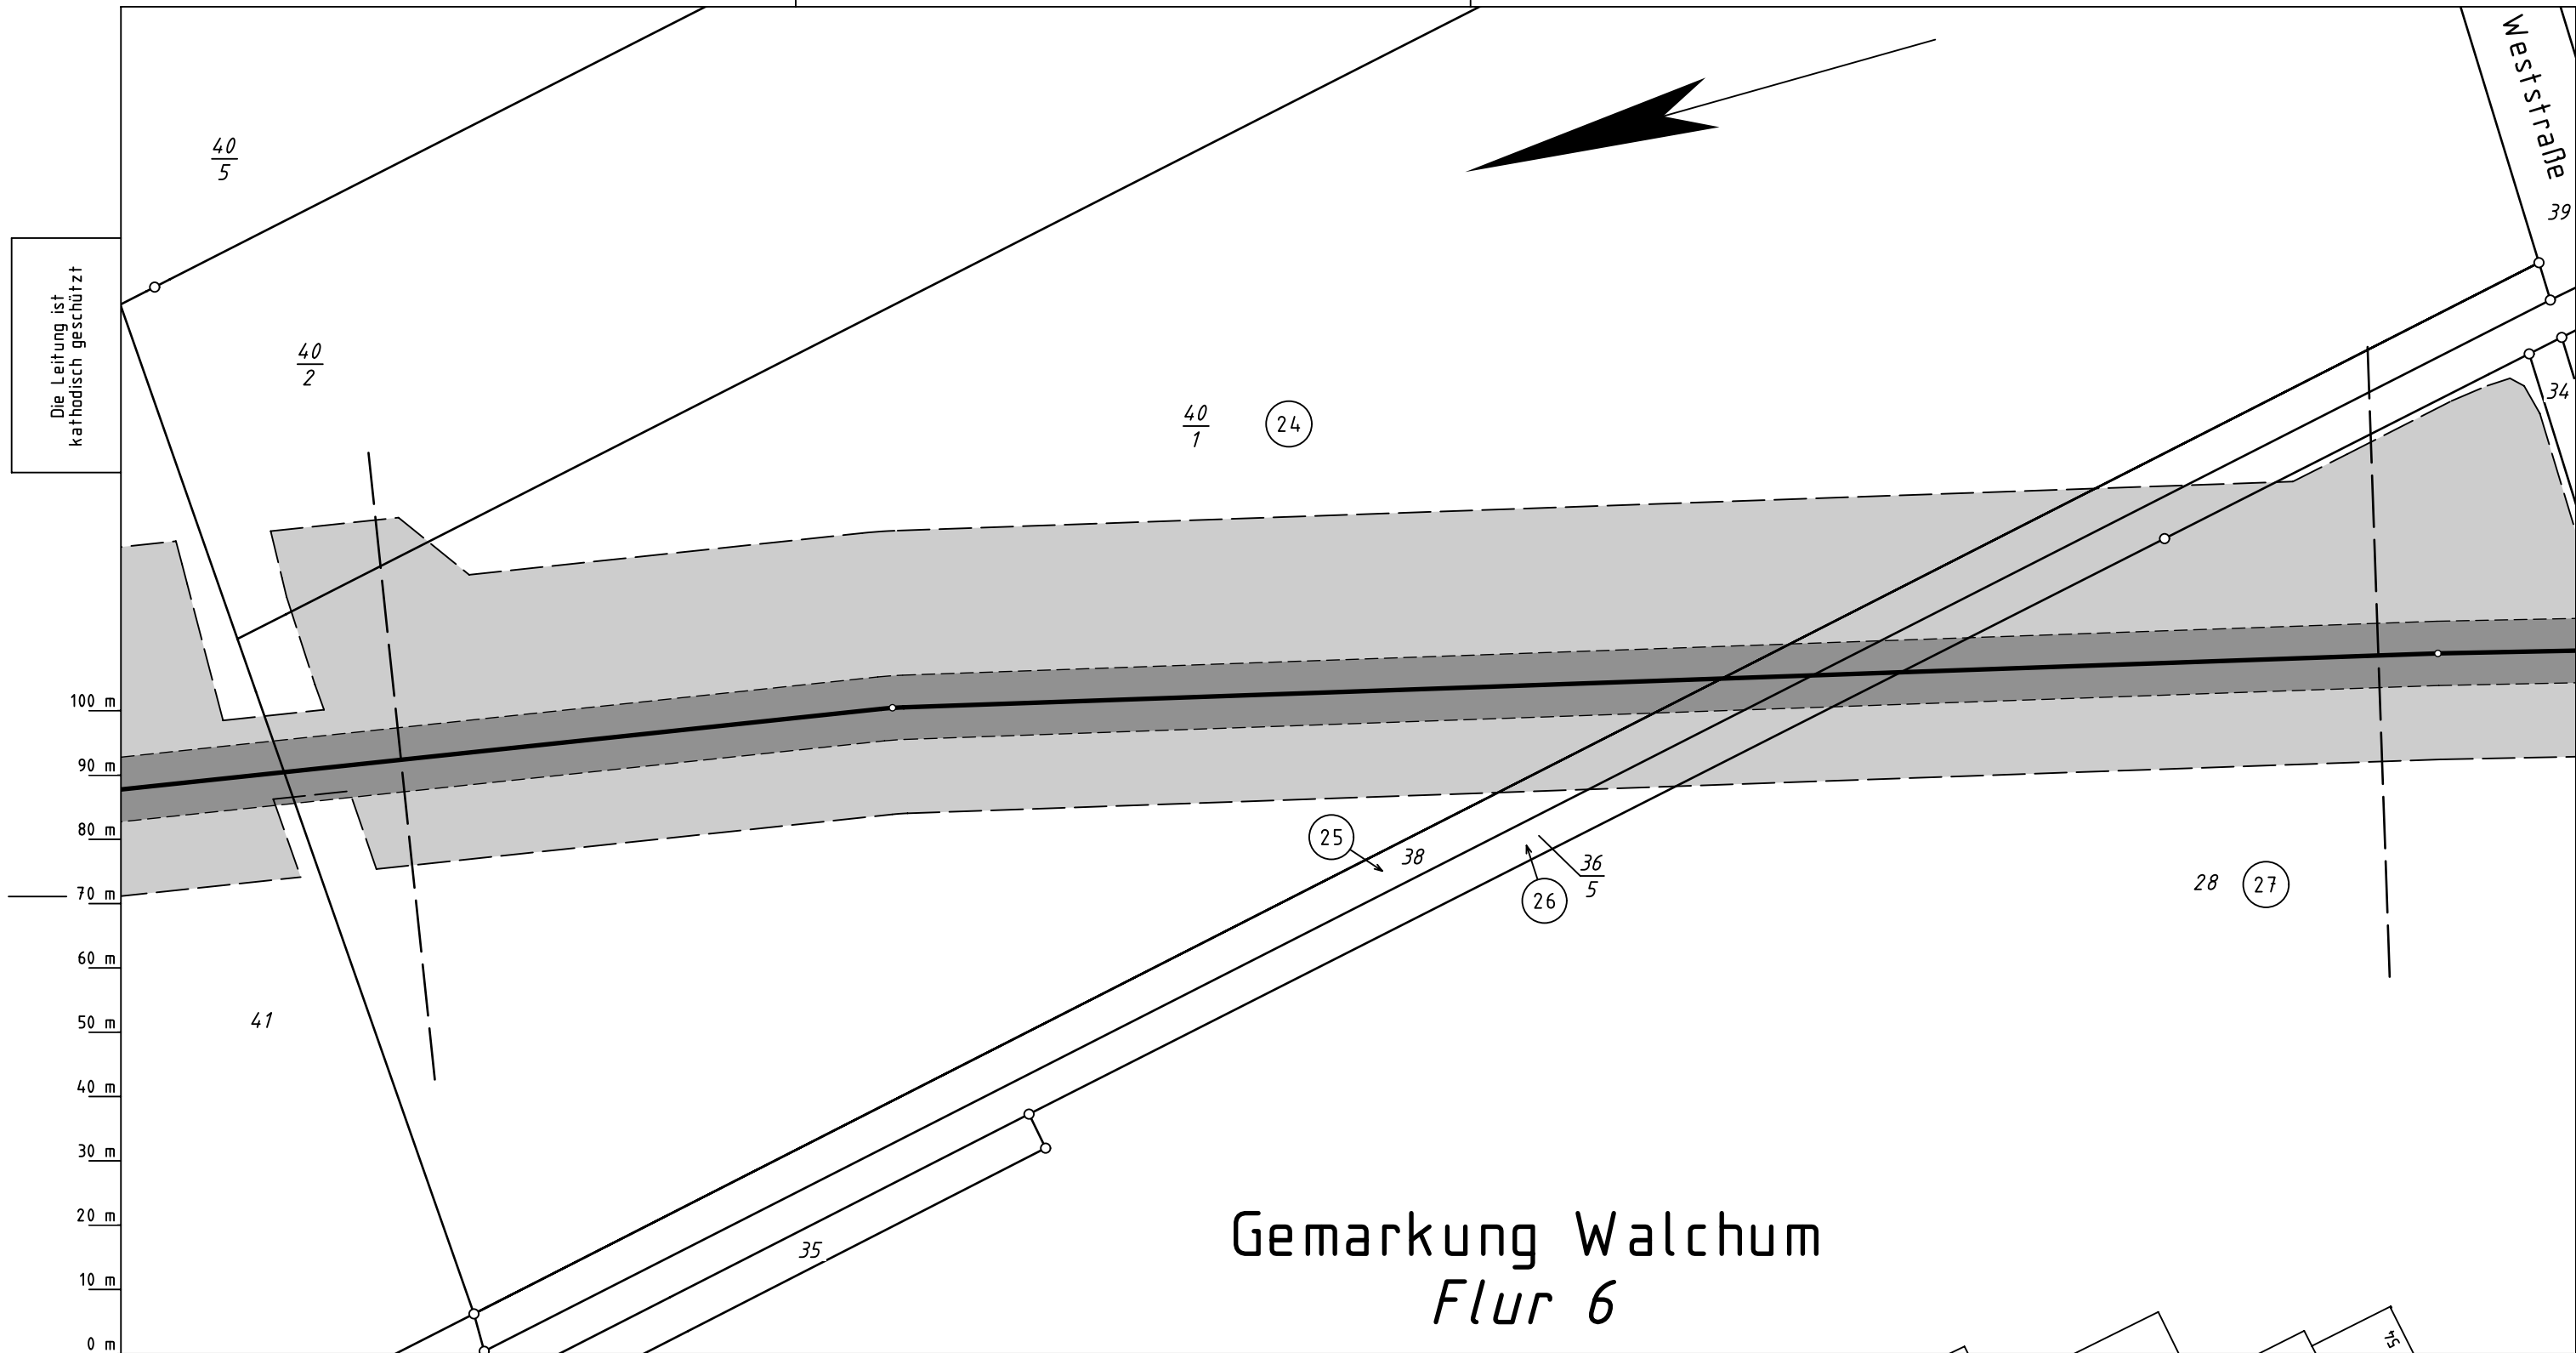 Weststraße
39
40
5
Die Leitung ist
kathodisch geschützt
40
2
34
40
1
24
100 m
90 m
80 m
70 m
60 m
50 m
40 m
30 m
20 m
10 m
0 m
25
38
36
5
26
28
27
41
35
Gemarkung Walchum
Flur 6
54